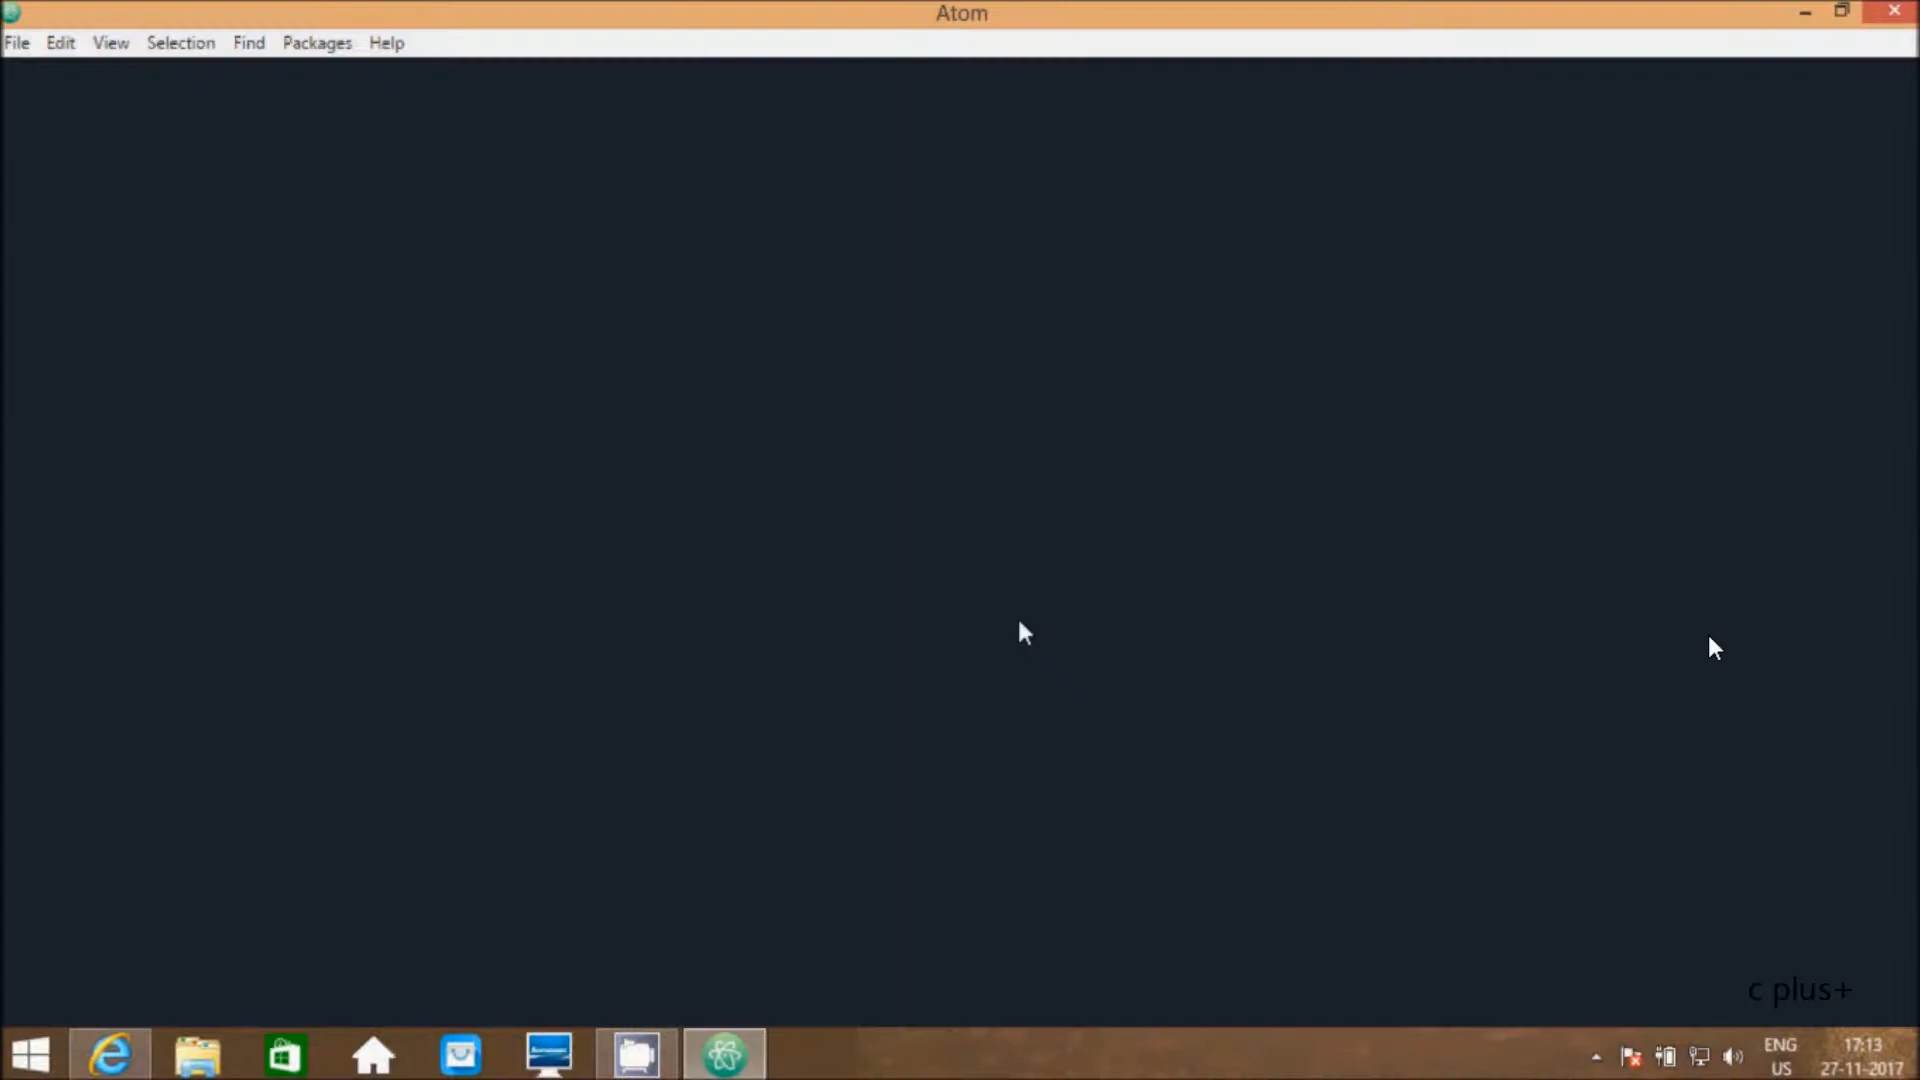 Atom
File Edit View Selection Find Packages Help
c plus+
ENG 17:13
US 27-11-2017